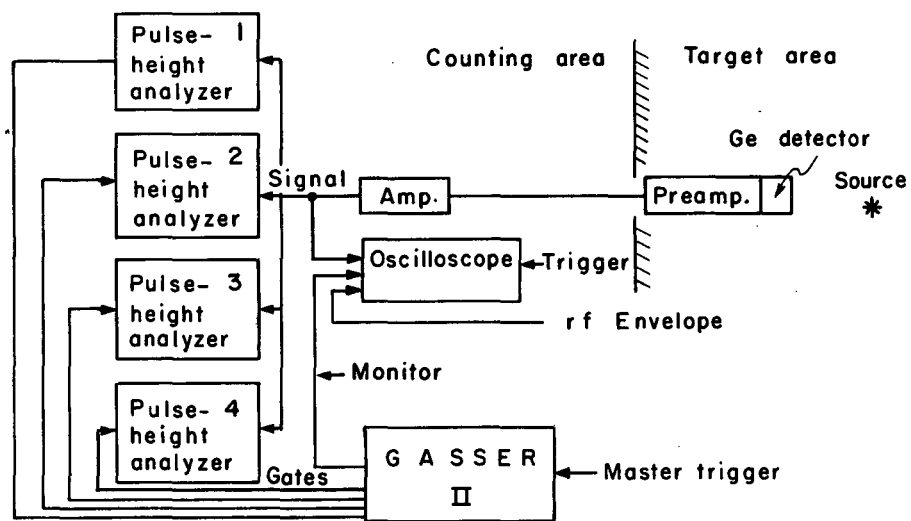 Pulse- 1
height
analyzer
Counting area
Target area
Pulse- 2
height
analyzer
Signal
Amp.
Preamp.
Ge detector
Source
Pulse- 3
height
analyzer
Oscilloscope
Trigger
rf Envelope
Monitor
Pulse- 4
height
analyzer
Gates
GASSER
II
Master trigger